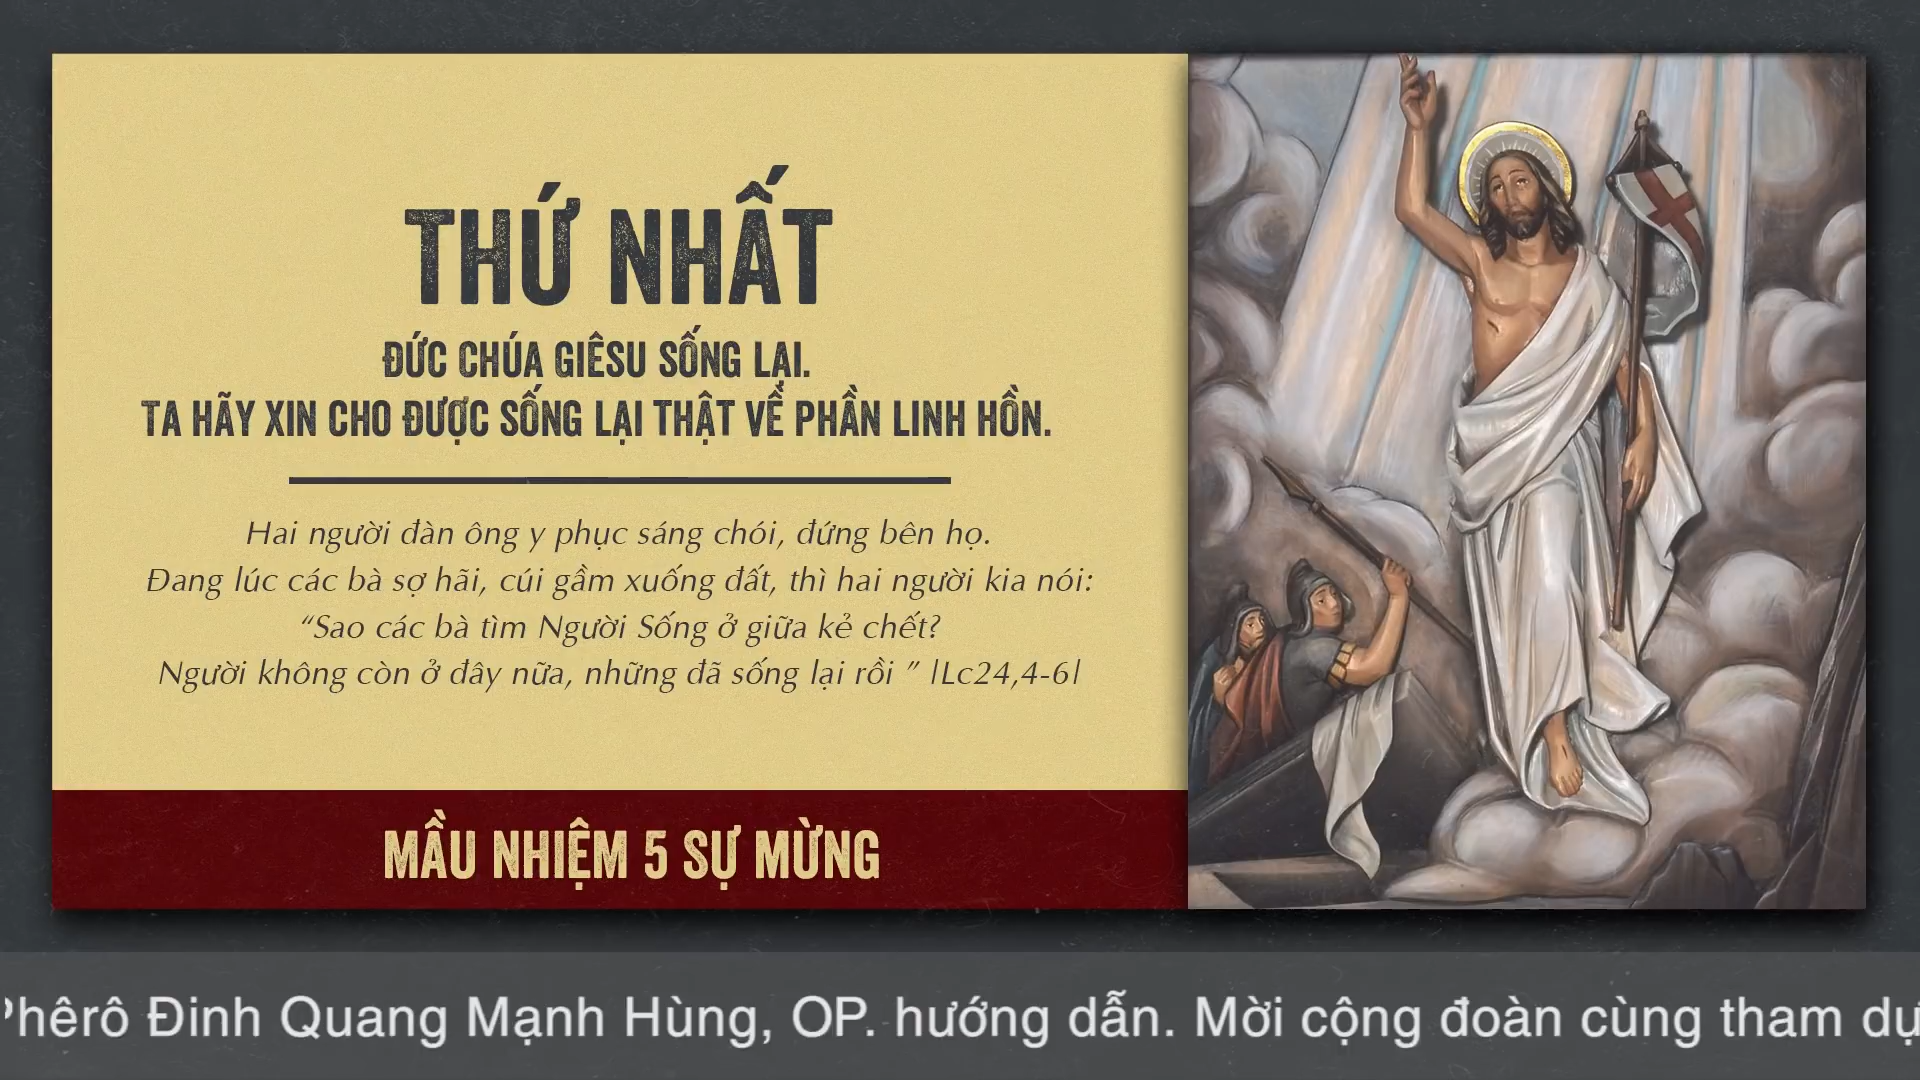 THỨ NHẤT
ĐỨC CHÚA GIÊSU SỐNG LẠI.
TA HÃY XIN CHO ĐƯỢC SỐNG LẠI THẬT VỀ PHẦN LINH HỒN.
Hai người đàn ông y phục sáng chói, đứng bên họ.
Đang lúc các bà sợ hãi, cúi gầm xuống đất, thì hai người kia nói:
“Sao các bà tìm Người Sống ở giữa kẻ chết?
Người không còn ở đây nữa, những đã sống lại rồi ” |Lc24,4-6|
MẦU NHIỆM 5 SỰ MỪNG
Phêrô Đinh Quang Mạnh Hùng, OP. hướng dẫn. Mời cộng đoàn cùng tham dự